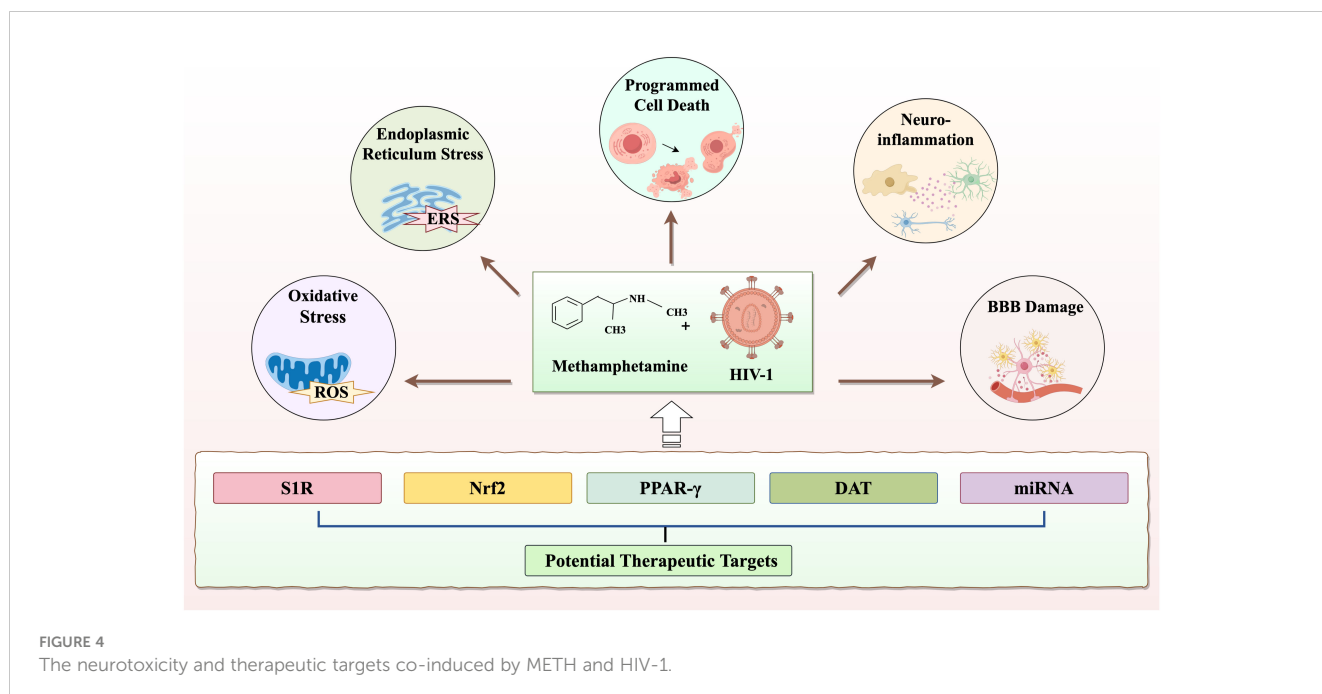 Programmed
Cell Death
Endoplasmic
Reticulum Stress
ERS
Neuro-
inflammation
Oxidative
Stress
ROS
NH
CH3
CH3
+
Methamphetamine
HIV-1
BBB Damage
S1R
Nrf2
PPAR-γ
DAT
miRNA
Potential Therapeutic Targets
FIGURE 4
The neurotoxicity and therapeutic targets co-induced by METH and HIV-1.